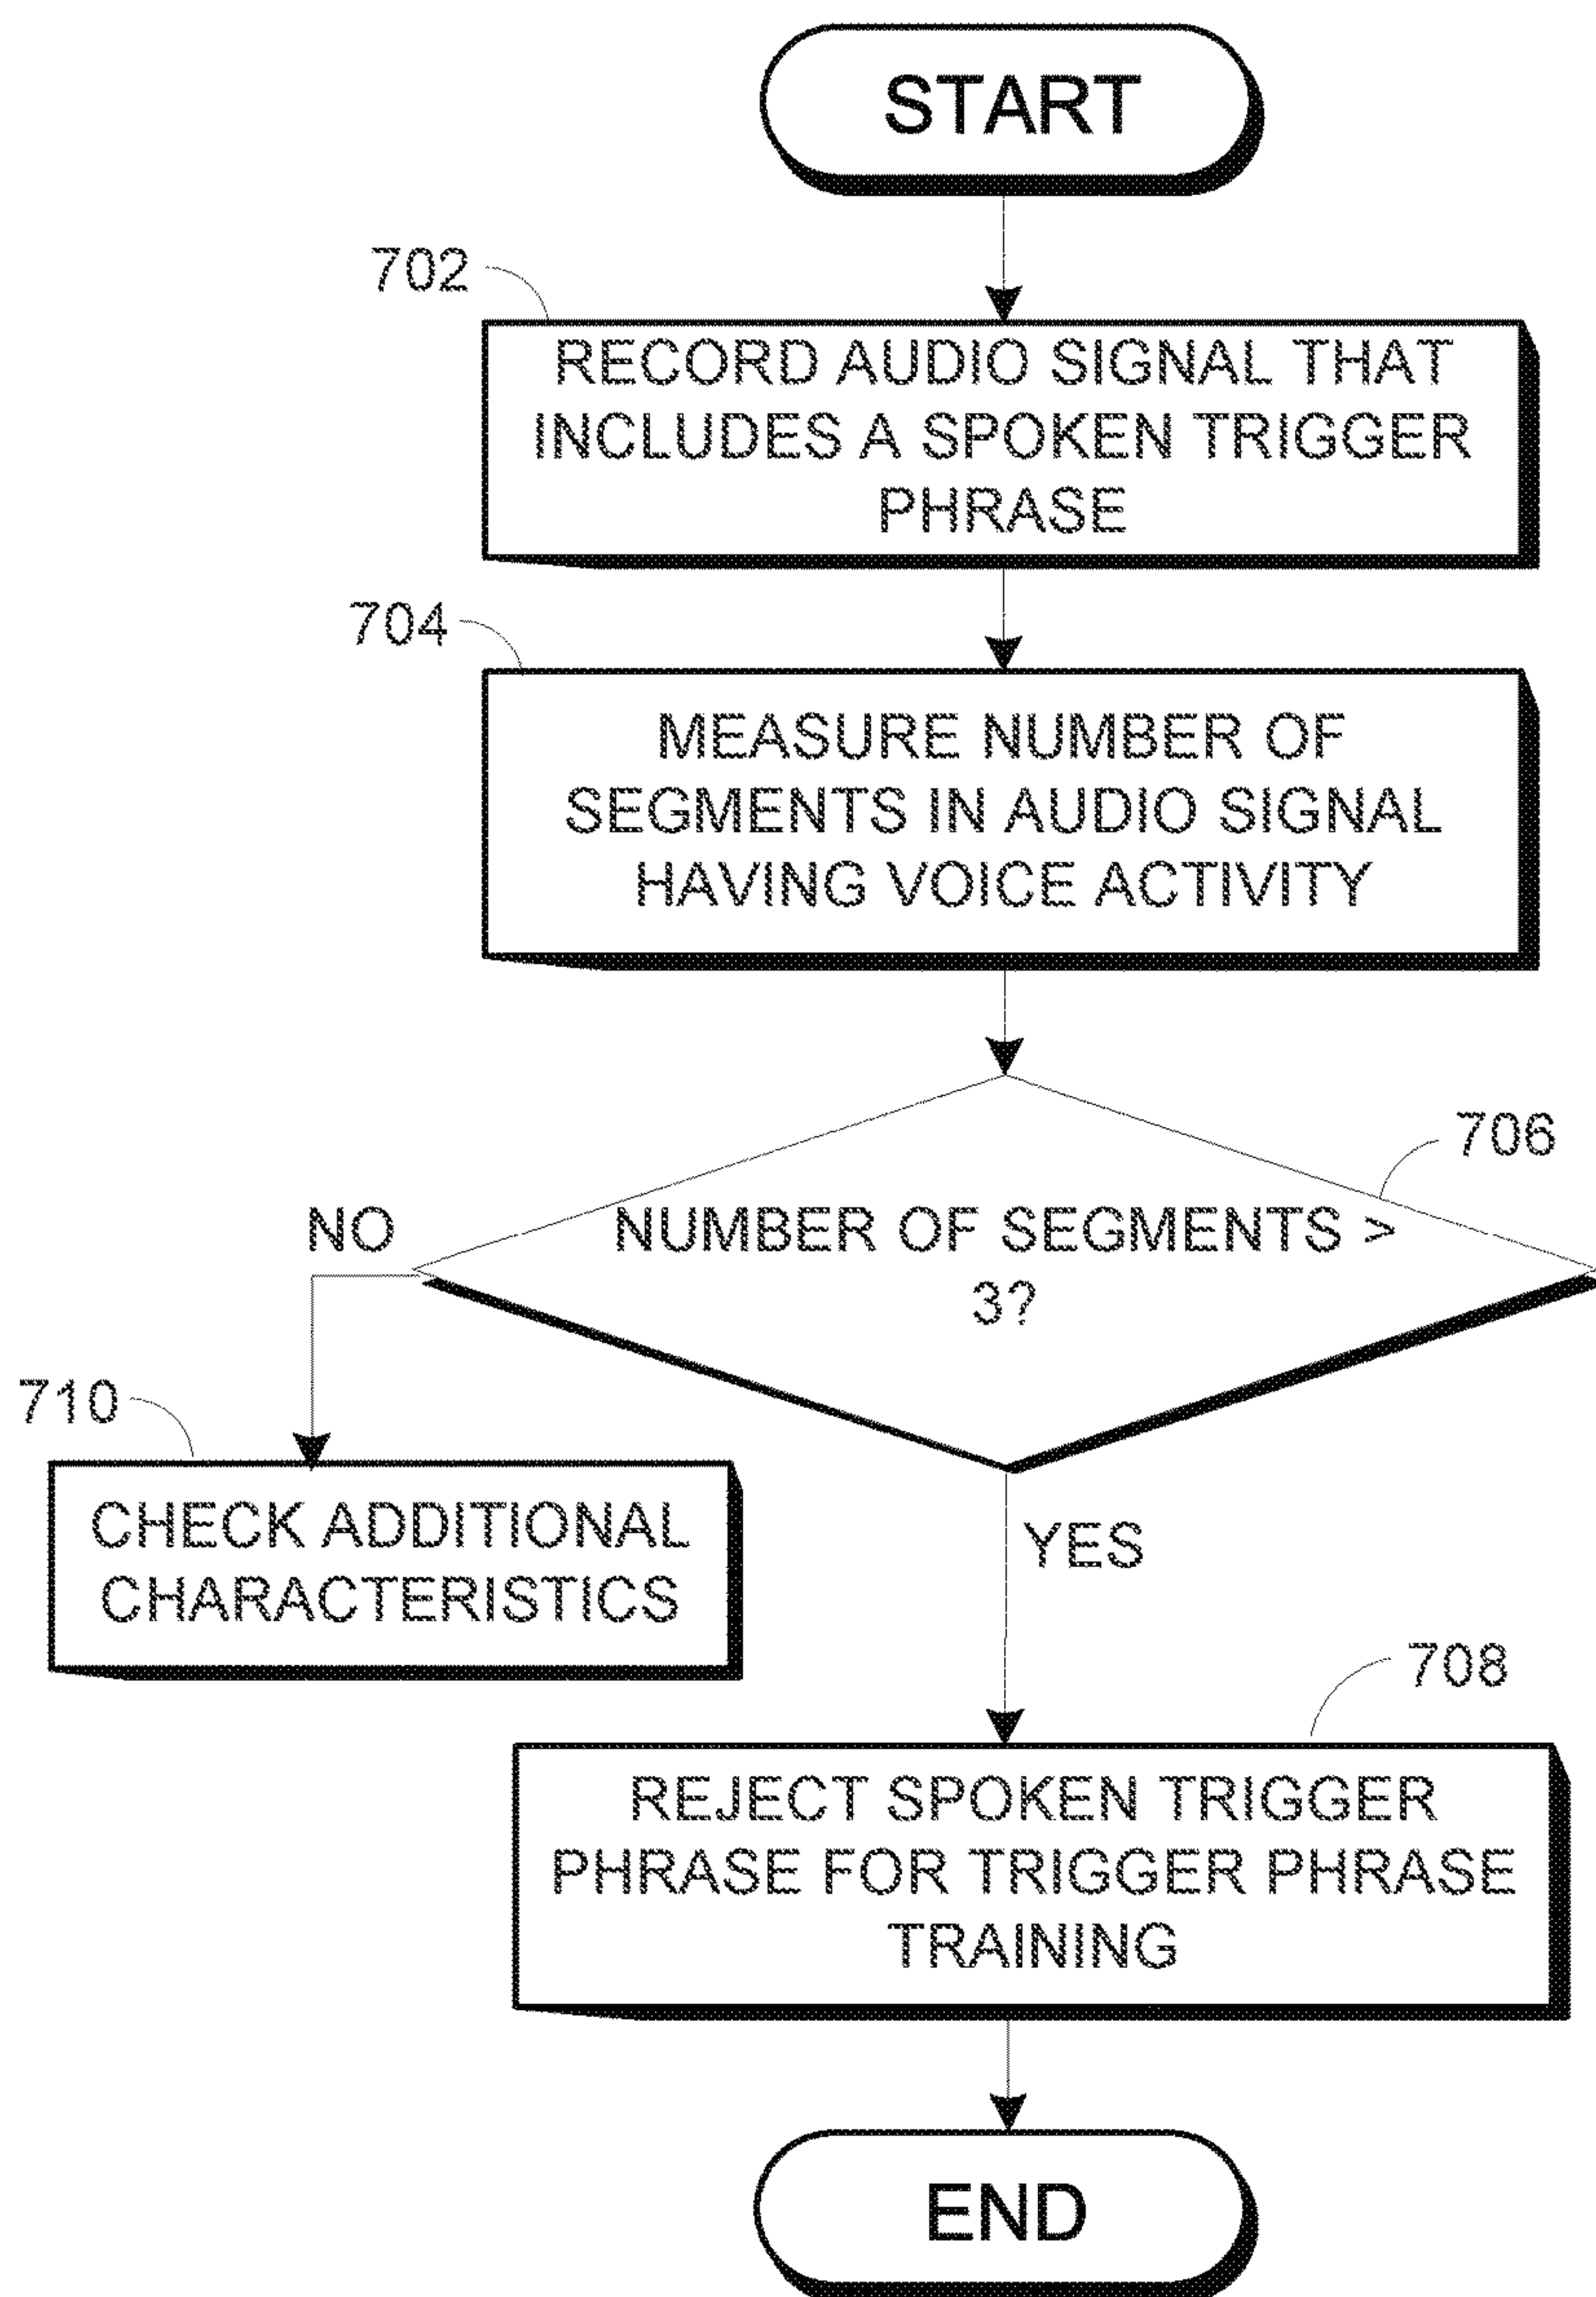 START
702
RECORD AUDIO SIGNAL THAT
INCLUDES A SPOKEN TRIGGER
PHRASE
704
MEASURE NUMBER OF
SEGMENTS IN AUDIO SIGNAL
HAVING VOICE ACTIVITY
706
NO
NUMBER OF SEGMENTS >
3?
710
CHECK ADDITIONAL
CHARACTERISTICS
YES
708
REJECT SPOKEN TRIGGER
PHRASE FOR TRIGGER PHRASE
TRAINING
END